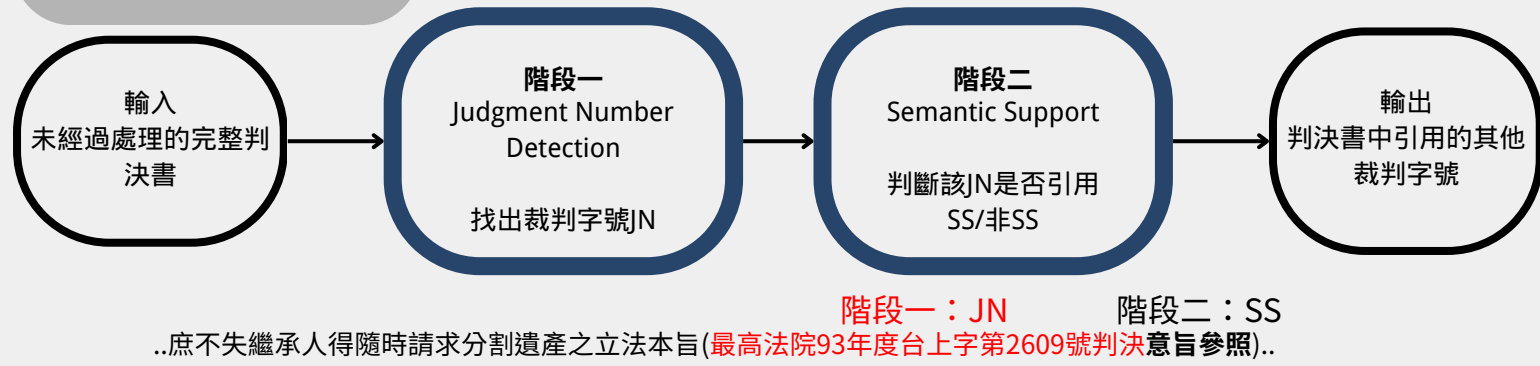 輸入
未經過處理的完整判
決書
階段一
Judgment Number
Detection
找出裁判字號JN
階段二
Semantic Support
判斷該JN是否引用
SS/非SS
輸出
判決書中引用的其他
裁判字號
階段一：JN
階段二：SS
..庶不失繼承人得隨時請求分割遺產之立法本旨(最高法院93年度台上字第2609號判決意旨參照)..